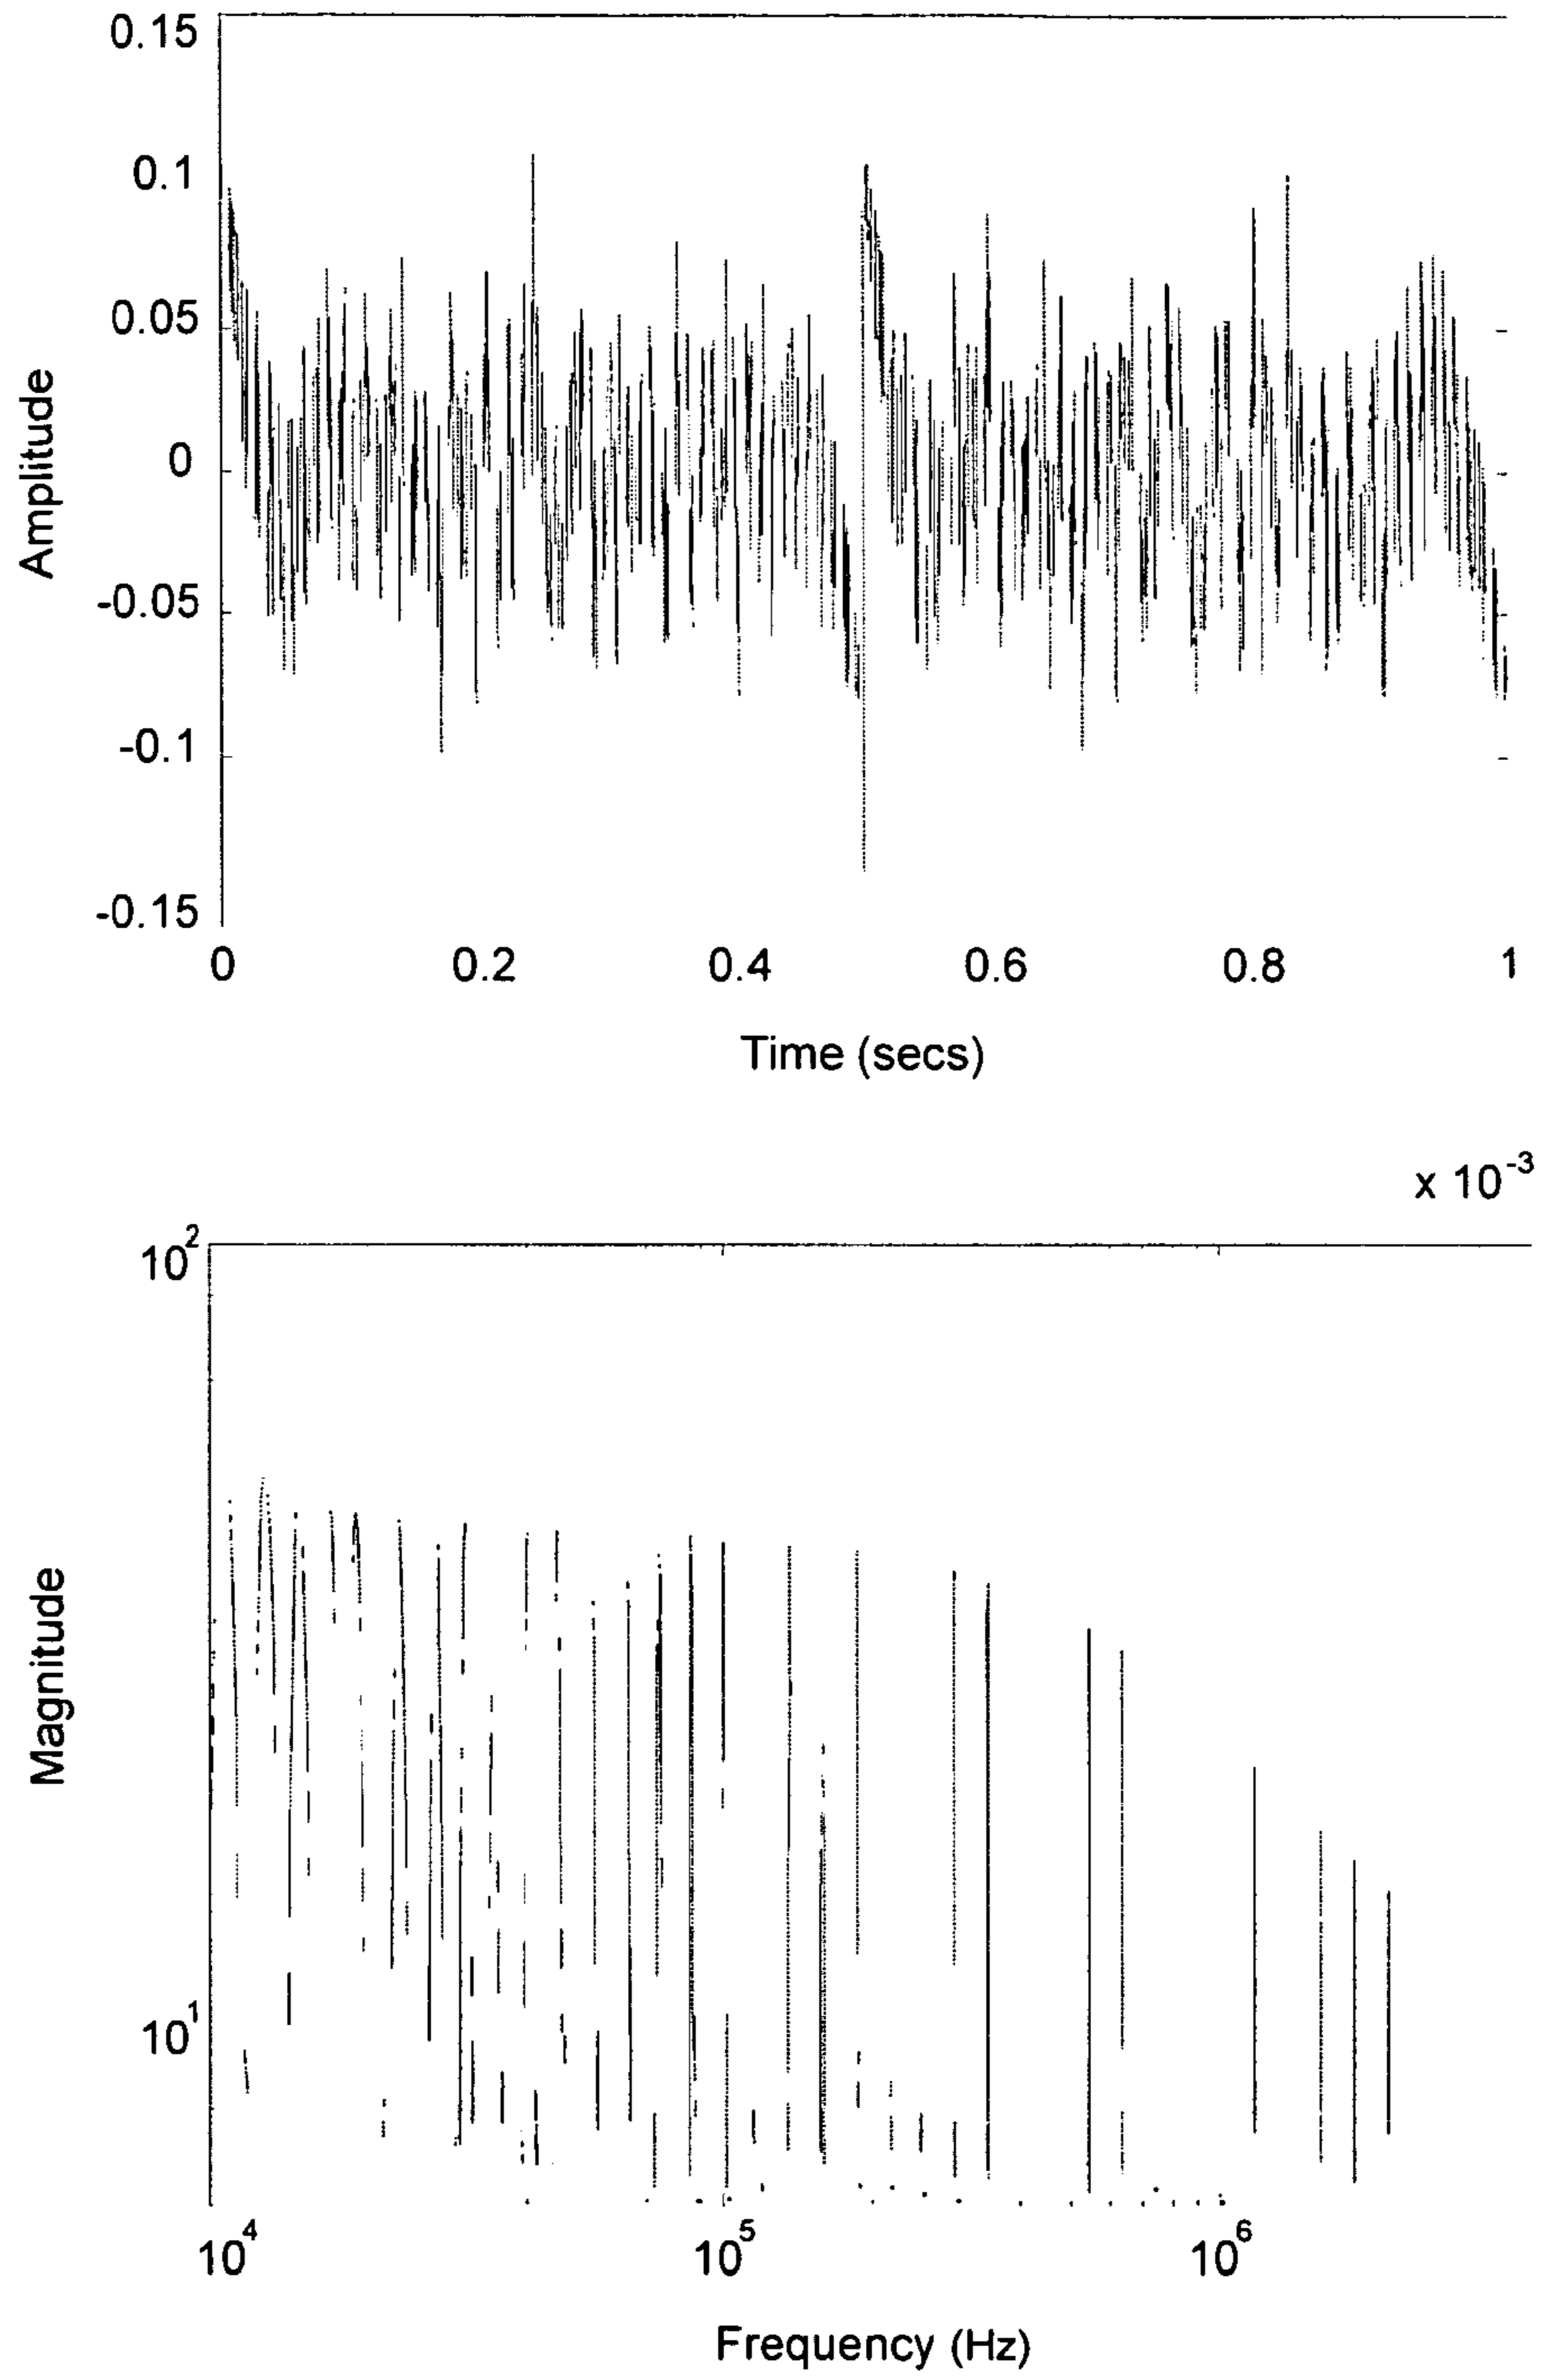 0.15
0.1
0.05
0
-0.05
-0.1
-0.15
Amplitude
0 0.2 0.4 0.6 0.8 1
Time (secs)
x 10^-3
10^2
10^1
Magnitude
10^4 10^5 10^6
Frequency (Hz)